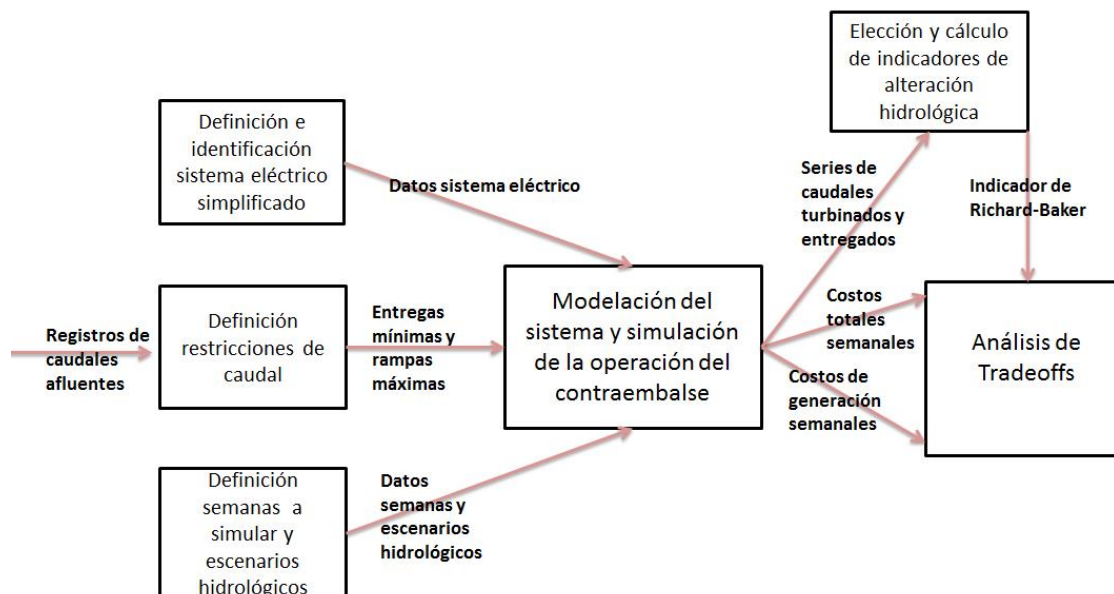 Elección y cálculo
de indicadores de
alteración
hidrológica
Definición e
identificación
sistema eléctrico
simplificado
Datos sistema eléctrico
Series de
caudales
turbinados y
entregados
Indicador de
Richard-Baker
Registros de
caudales
afluentes
Definición
restricciones de
caudal
Entregas
mínimas y
rampas
máximas
Modelación del
sistema y simulación
de la operación del
contraembalse
Costos
totales
semanales
Costos de
generación
semanales
Análisis de
Tradeoffs
Definición
semanas a
simular y
escenarios
hidrológicos
Datos
semanas y
escenarios
hidrológicos